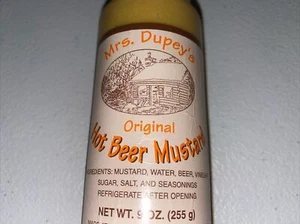 Mrs. Dupey's
Original
Hot Beer Mustard
INGREDIENTS: MUSTARD, WATER, BEER, VINEGAR
SUGAR, SALT, AND SEASONINGS
REFRIGERATE AFTER OPENING
NET WT. 9 OZ. (255 g)